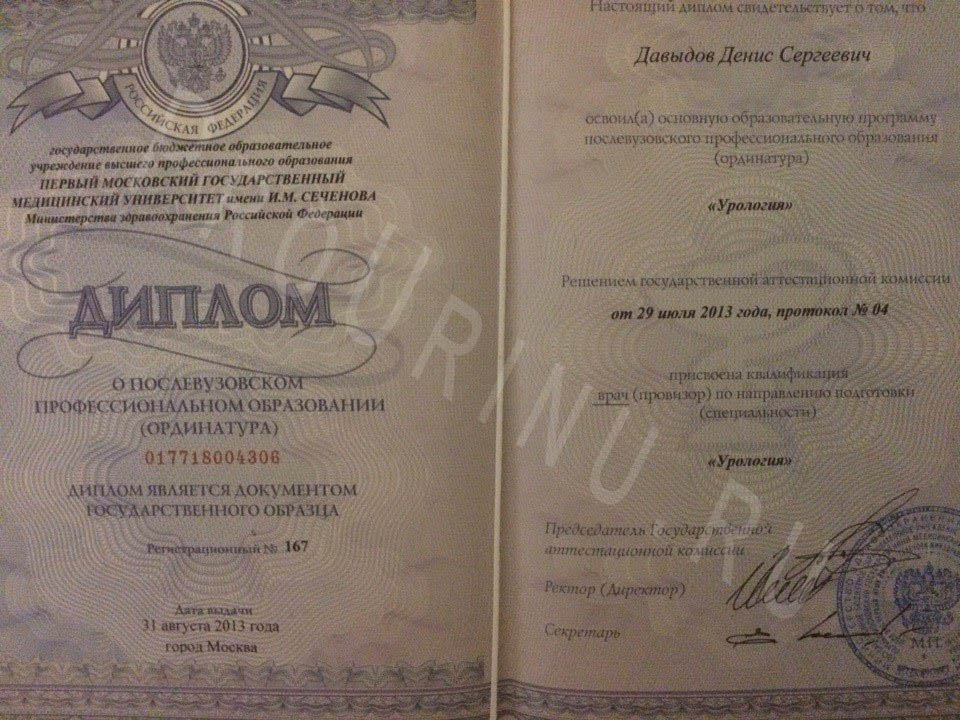 РОССИЙСКАЯ ФЕДЕРАЦИЯ
государственное бюджетное образовательное
учреждение высшего профессионального образования
ПЕРВЫЙ МОСКОВСКИЙ ГОСУДАРСТВЕННЫЙ
МЕДИЦИНСКИЙ УНИВЕРСИТЕТ имени И.М. СЕЧЕНОВА
Министерства здравоохранения Российской Федерации
ДИПЛОМ
О ПОСЛЕВУЗОВСКОМ
ПРОФЕССИОНАЛЬНОМ ОБРАЗОВАНИИ
(ОРДИНАТУРА)
017718004306
ДИПЛОМ ЯВЛЯЕТСЯ ДОКУМЕНТОМ
ГОСУДАРСТВЕННОГО ОБРАЗЦА
Регистрационный № 167
Дата выдачи
31 августа 2013 года
город Москва
Настоящий диплом свидетельствует о том, что
Давыдов Денис Сергеевич
освоил(а) основную образовательную программу
послевузовского профессионального образования
(ординатура)
«Урология»
Решением государственной аттестационной комиссии
от 29 июля 2013 года, протокол № 04
присвоена квалификация
врач (провизор) по направлению подготовки
(специальности)
«Урология»
Председатель Государственной
аттестационной комиссии
Ректор (Директор)
Секретарь
М.П.
KOURINU.RU